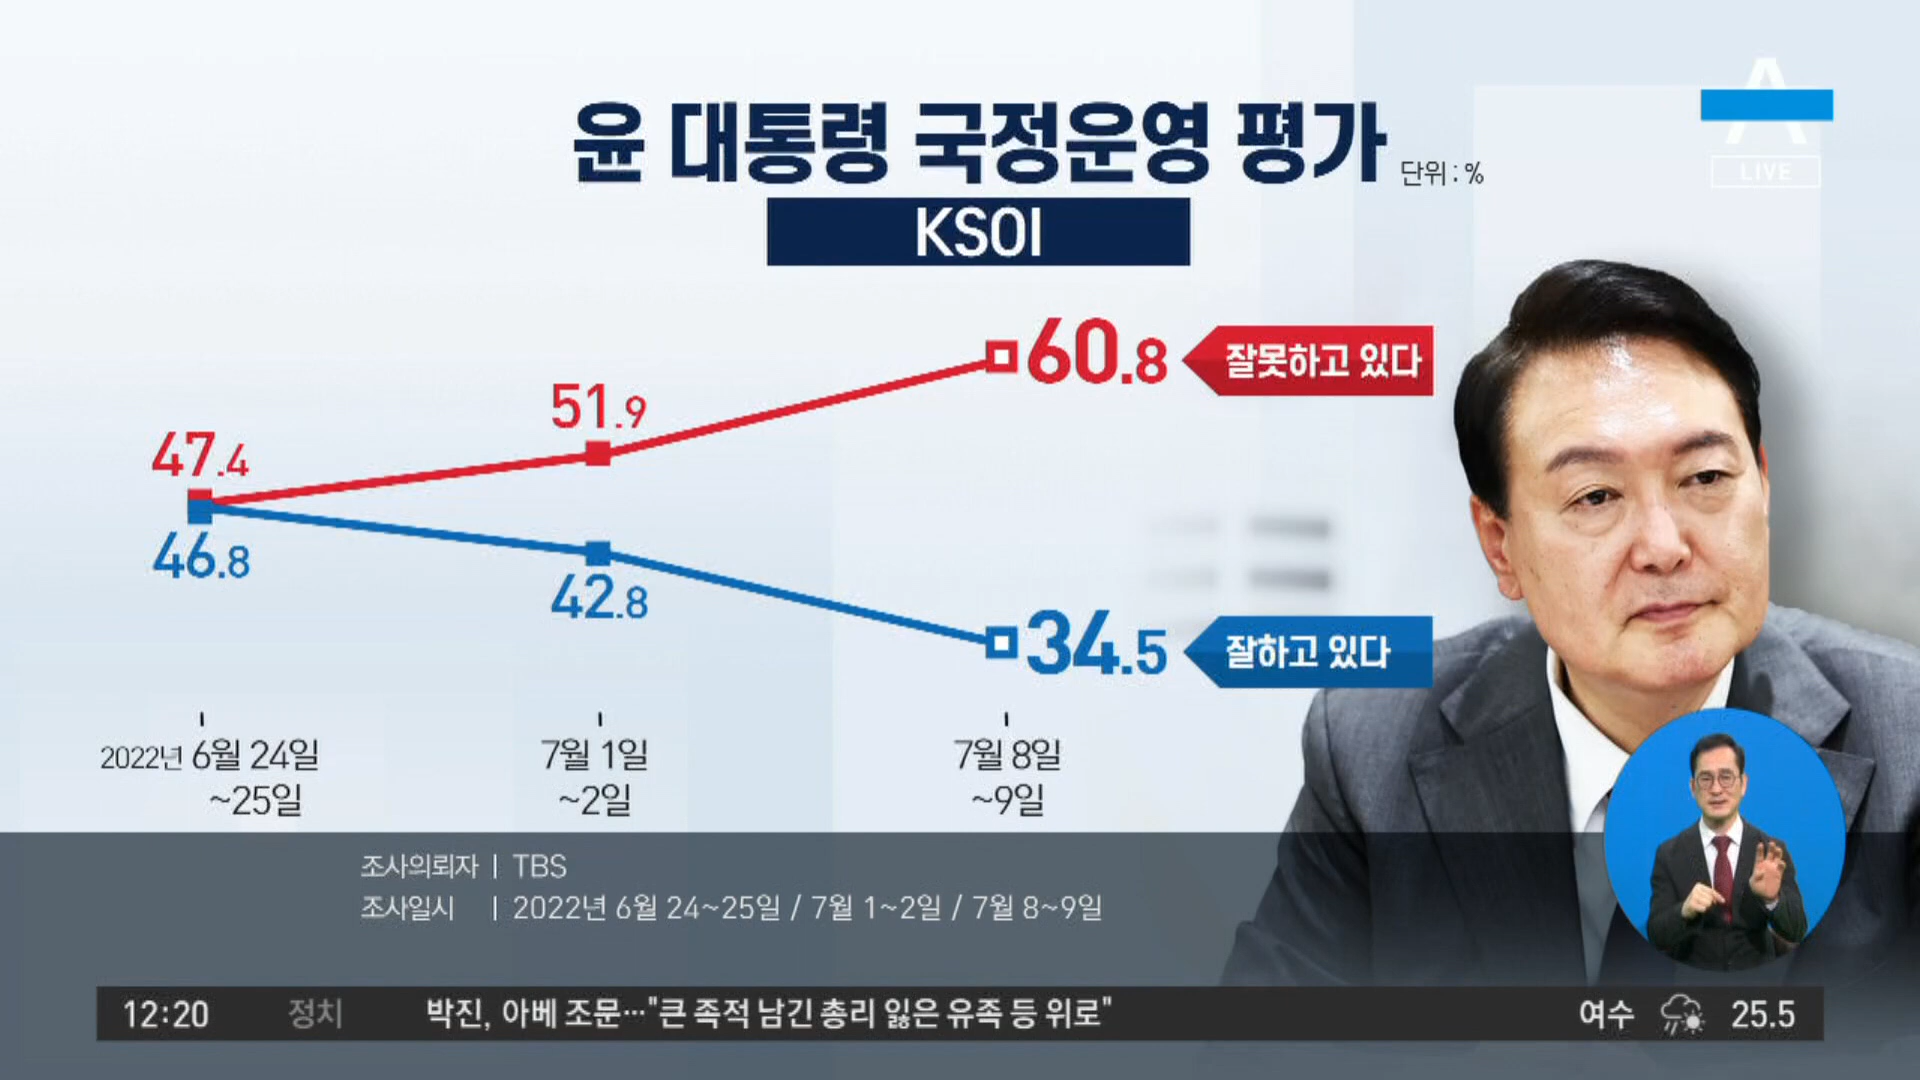 윤 대통령 국정운영 평가 단위 : %
KSOI
LIVE
60.8 잘못하고 있다
51.9
47.4
46.8
42.8
34.5 잘하고 있다
2022년 6월 24일
~25일
7월 1일
~2일
7월 8일
~9일
조사의뢰자 | TBS
조사일시 | 2022년 6월 24~25일 / 7월 1~2일 / 7월 8~9일
12:20 정치 박진, 아베 조문…"큰 족적 남긴 총리 잃은 유족 등 위로" 여수 25.5